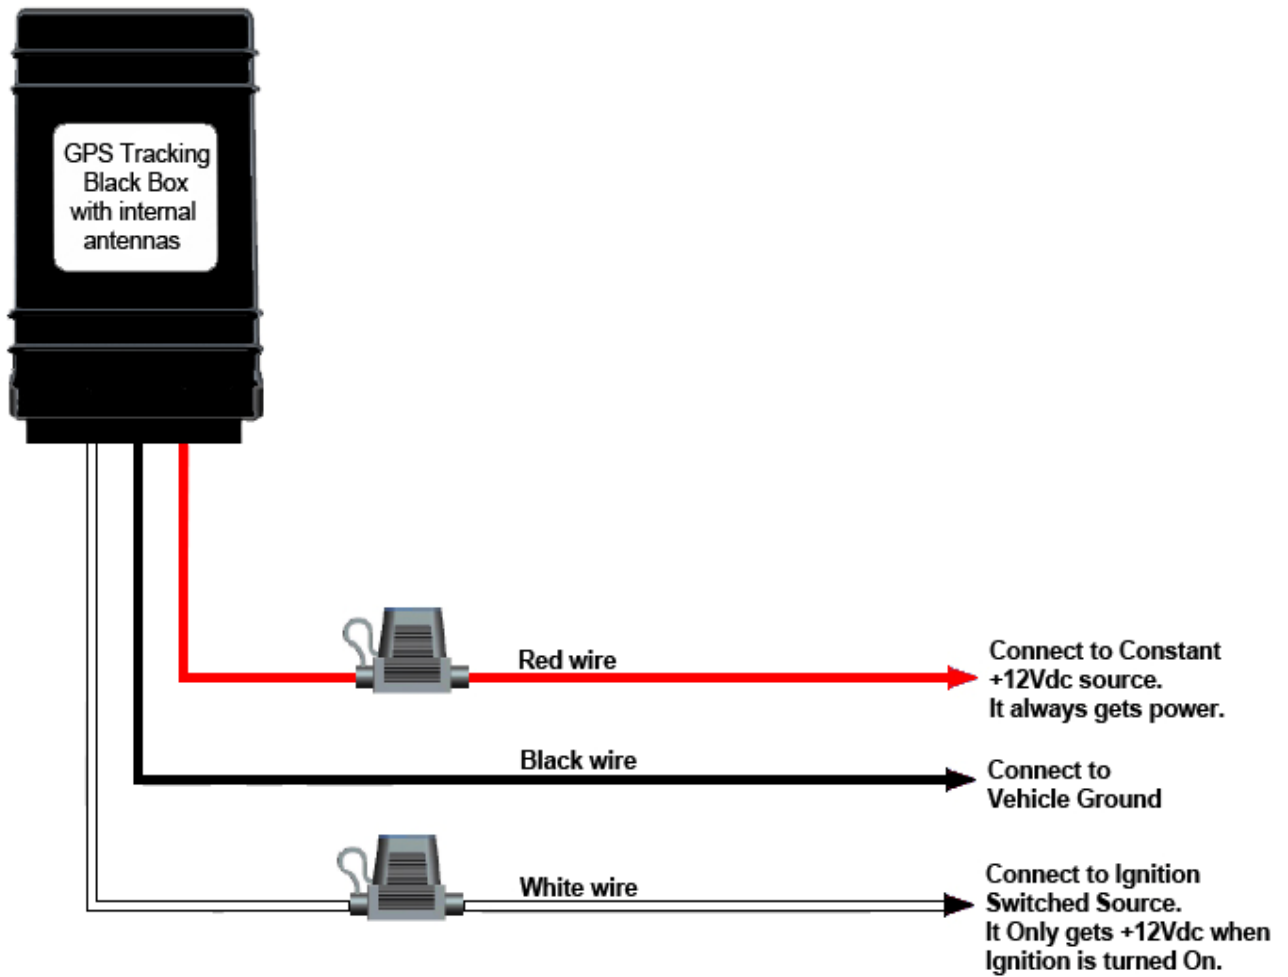 GPS Tracking
Black Box
with internal
antennas
Red wire
Connect to Constant
+12Vdc source.
It always gets power.
Black wire
Connect to
Vehicle Ground
White wire
Connect to Ignition
Switched Source.
It Only gets +12Vdc when
Ignition is turned On.